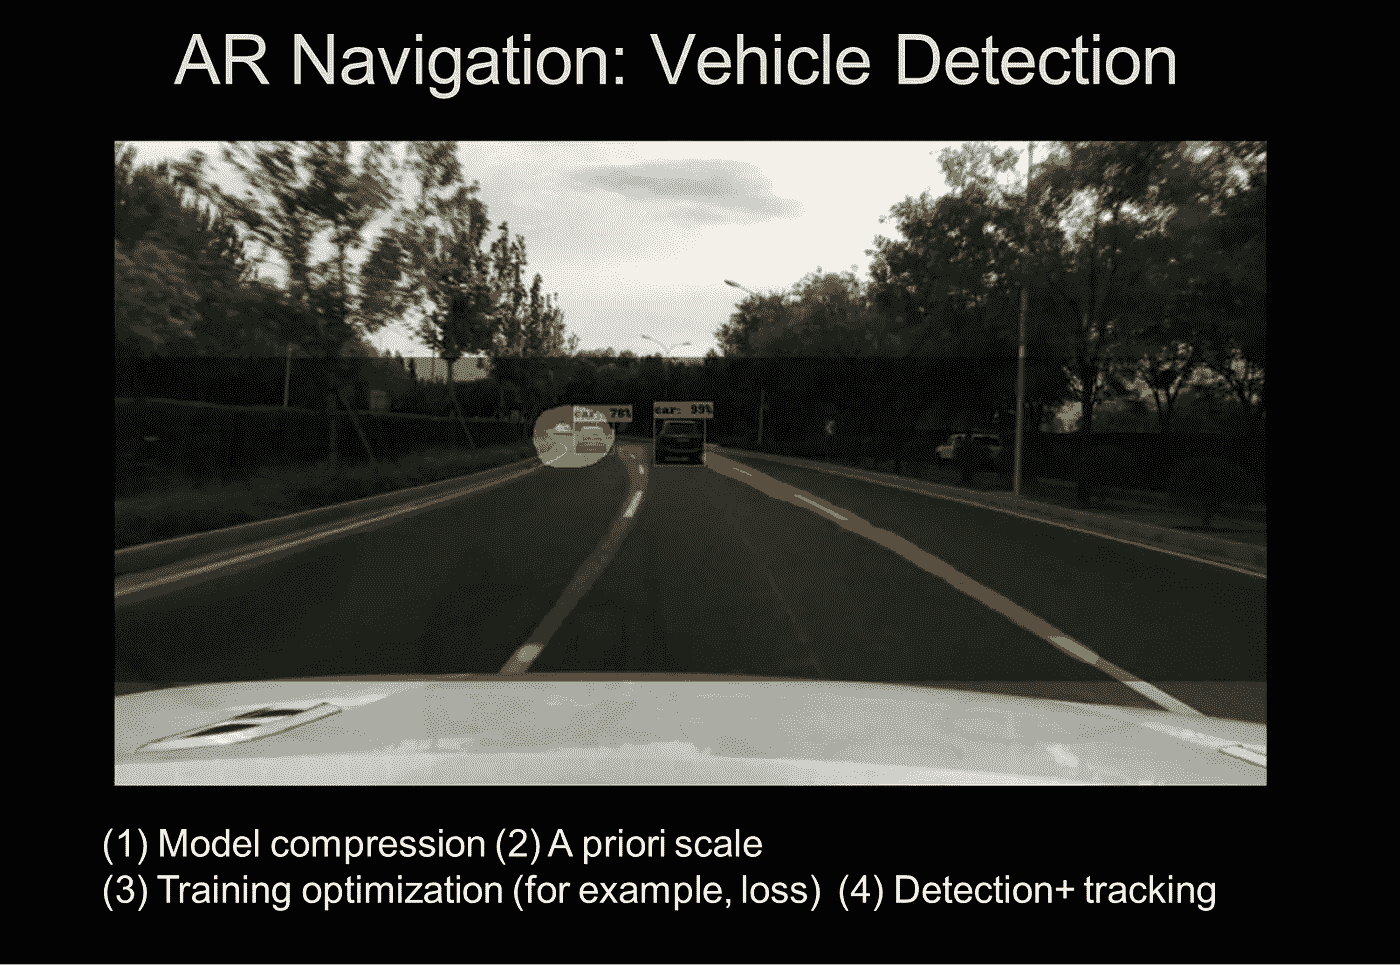 AR Navigation: Vehicle Detection
car: 78%
car: 99%
(1) Model compression (2) A priori scale
(3) Training optimization (for example, loss) (4) Detection+ tracking